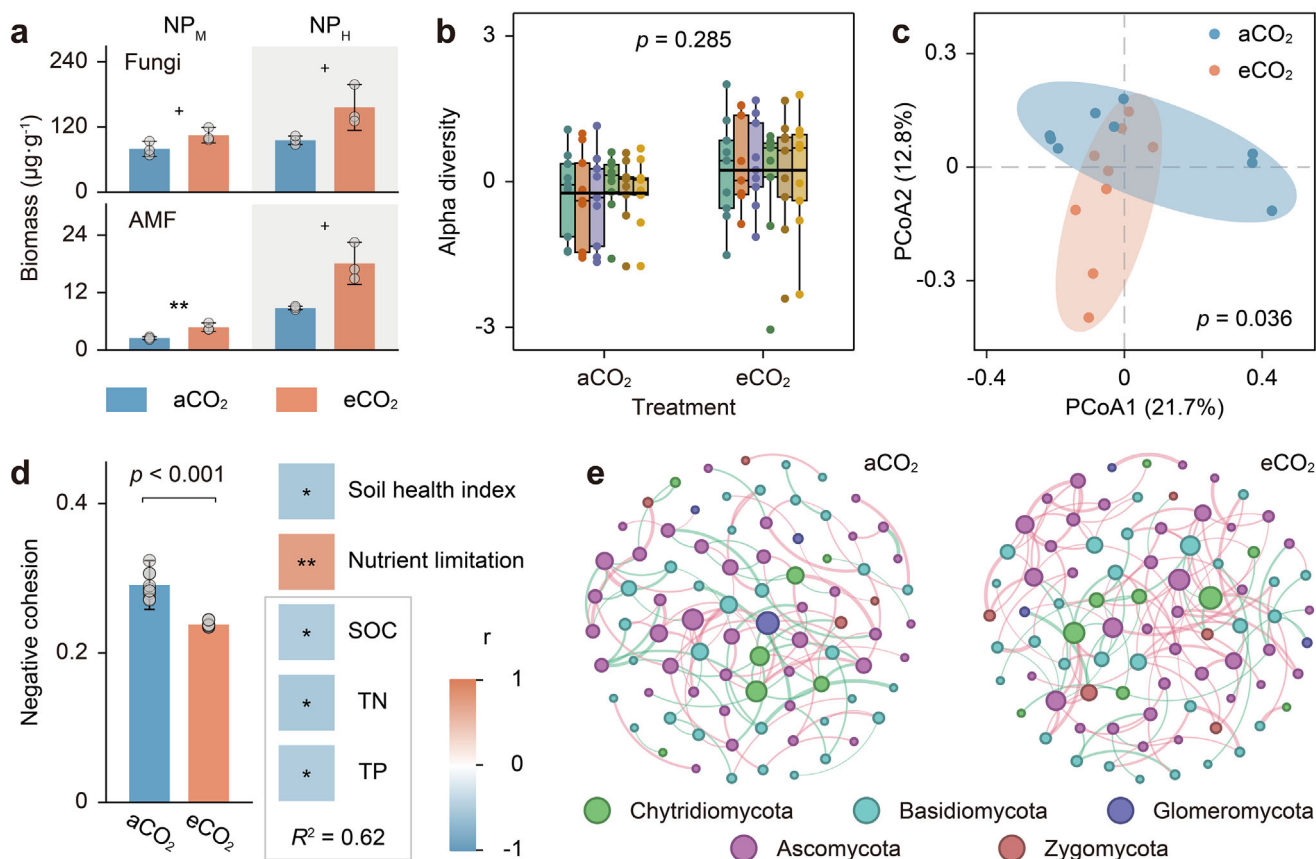 a
NP_M
NP_H
Fungi
+
+
240
120
0
AMF
**
+
24
12
0
Biomass (µg·g⁻¹)
aCO₂
eCO₂
b
p = 0.285
3
0
-3
Alpha diversity
aCO₂
eCO₂
Treatment
c
aCO₂
eCO₂
0.3
0
-0.3
PCoA2 (12.8%)
p = 0.036
-0.4
0
0.4
PCoA1 (21.7%)
d
p < 0.001
0.4
0.2
0
Negative cohesion
aCO₂
eCO₂
* Soil health index
** Nutrient limitation
* SOC
* TN
* TP
R² = 0.62
r
1
0
-1
e
aCO₂
eCO₂
Chytridiomycota
Basidiomycota
Glomeromycota
Ascomycota
Zygomycota